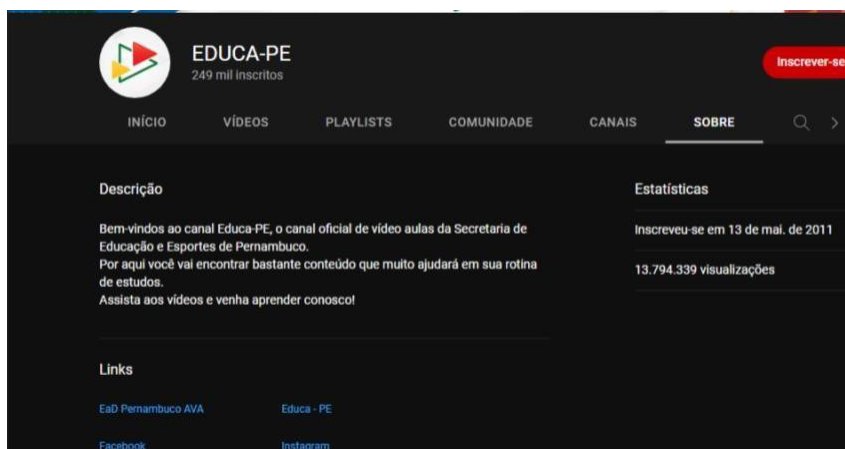 EDUCA-PE
249 mil inscritos
Inscrever-se
INÍCIO VÍDEOS PLAYLISTS COMUNIDADE CANAIS SOBRE
Descrição
Bem-vindos ao canal Educa-PE, o canal oficial de vídeo aulas da Secretaria de
Educação e Esportes de Pernambuco.
Por aqui você vai encontrar bastante conteúdo que muito ajudará em sua rotina
de estudos.
Assista aos vídeos e venha aprender conosco!
Estatísticas
Inscreveu-se em 13 de mai. de 2011
13.794.339 visualizações
Links
EaD Pernambuco AVA Educa - PE
Facebook Instagram